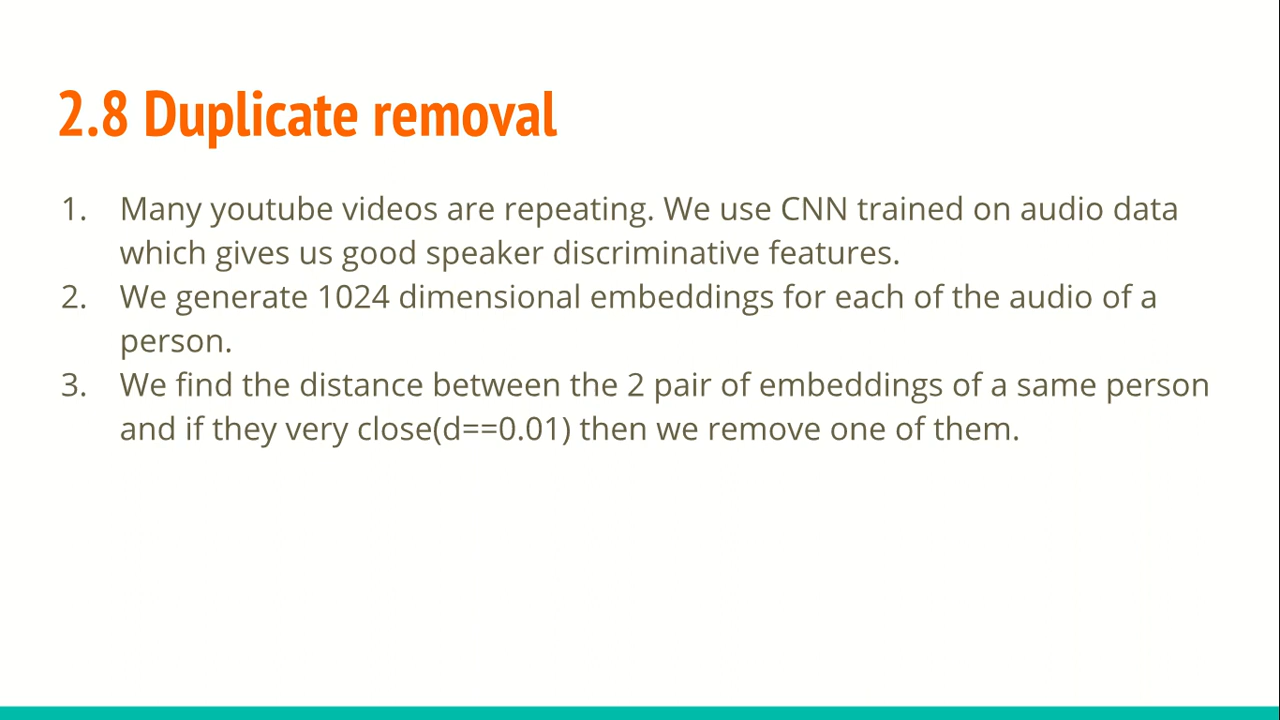 2.8 Duplicate removal
1. Many youtube videos are repeating. We use CNN trained on audio data
which gives us good speaker discriminative features.
2. We generate 1024 dimensional embeddings for each of the audio of a
person.
3. We find the distance between the 2 pair of embeddings of a same person
and if they very close(d==0.01) then we remove one of them.